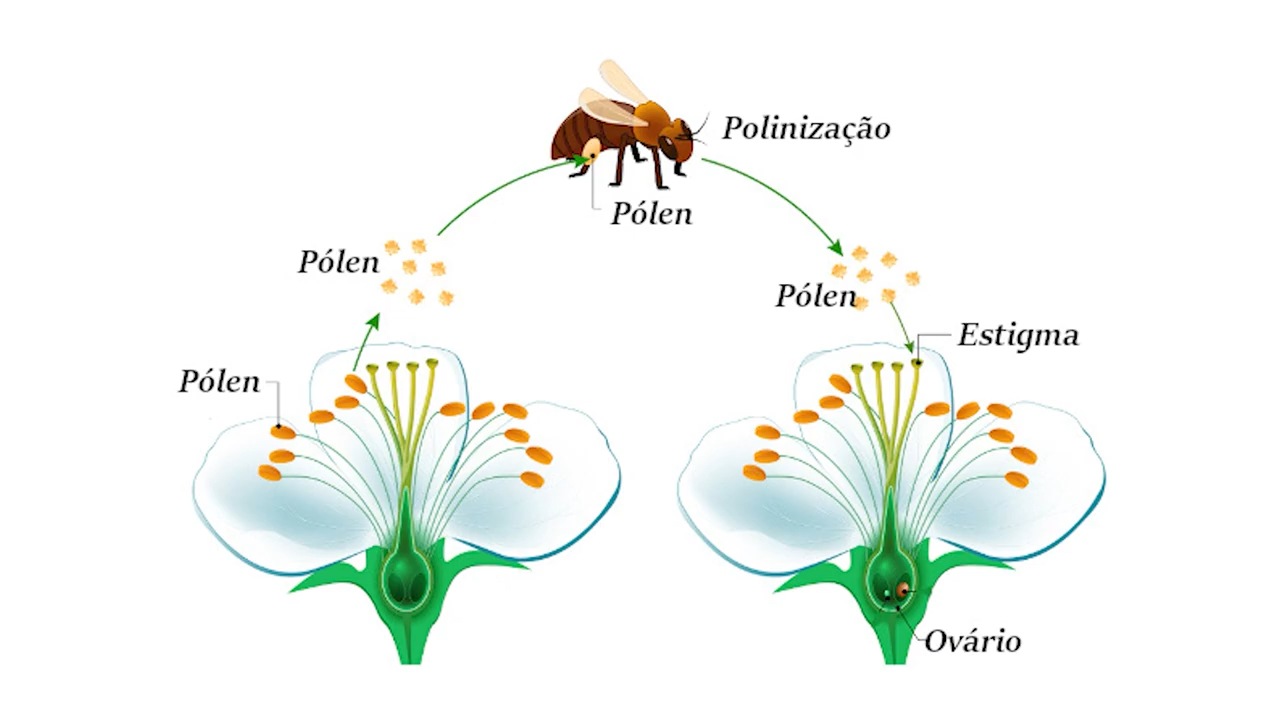 Polinização
Pólen
Pólen
Pólen
Estigma
Pólen
Ovário